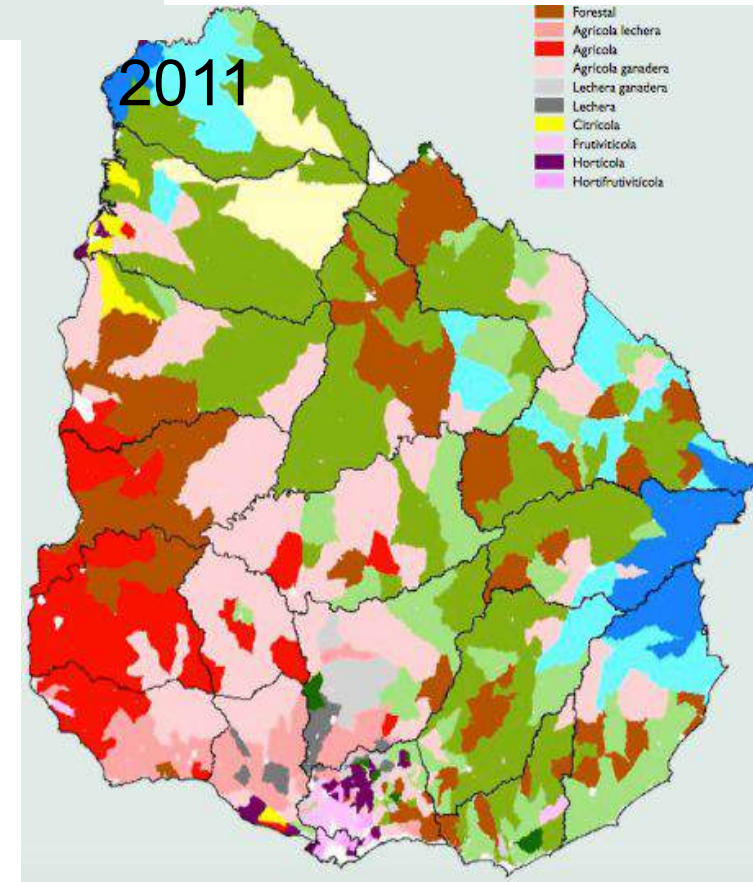 2011
Forestal
Agrícola lechera
Agrícola
Agrícola ganadera
Lechera ganadera
Lechera
Citrícola
Frutivitícola
Hortícola
Hortifrutivitícola